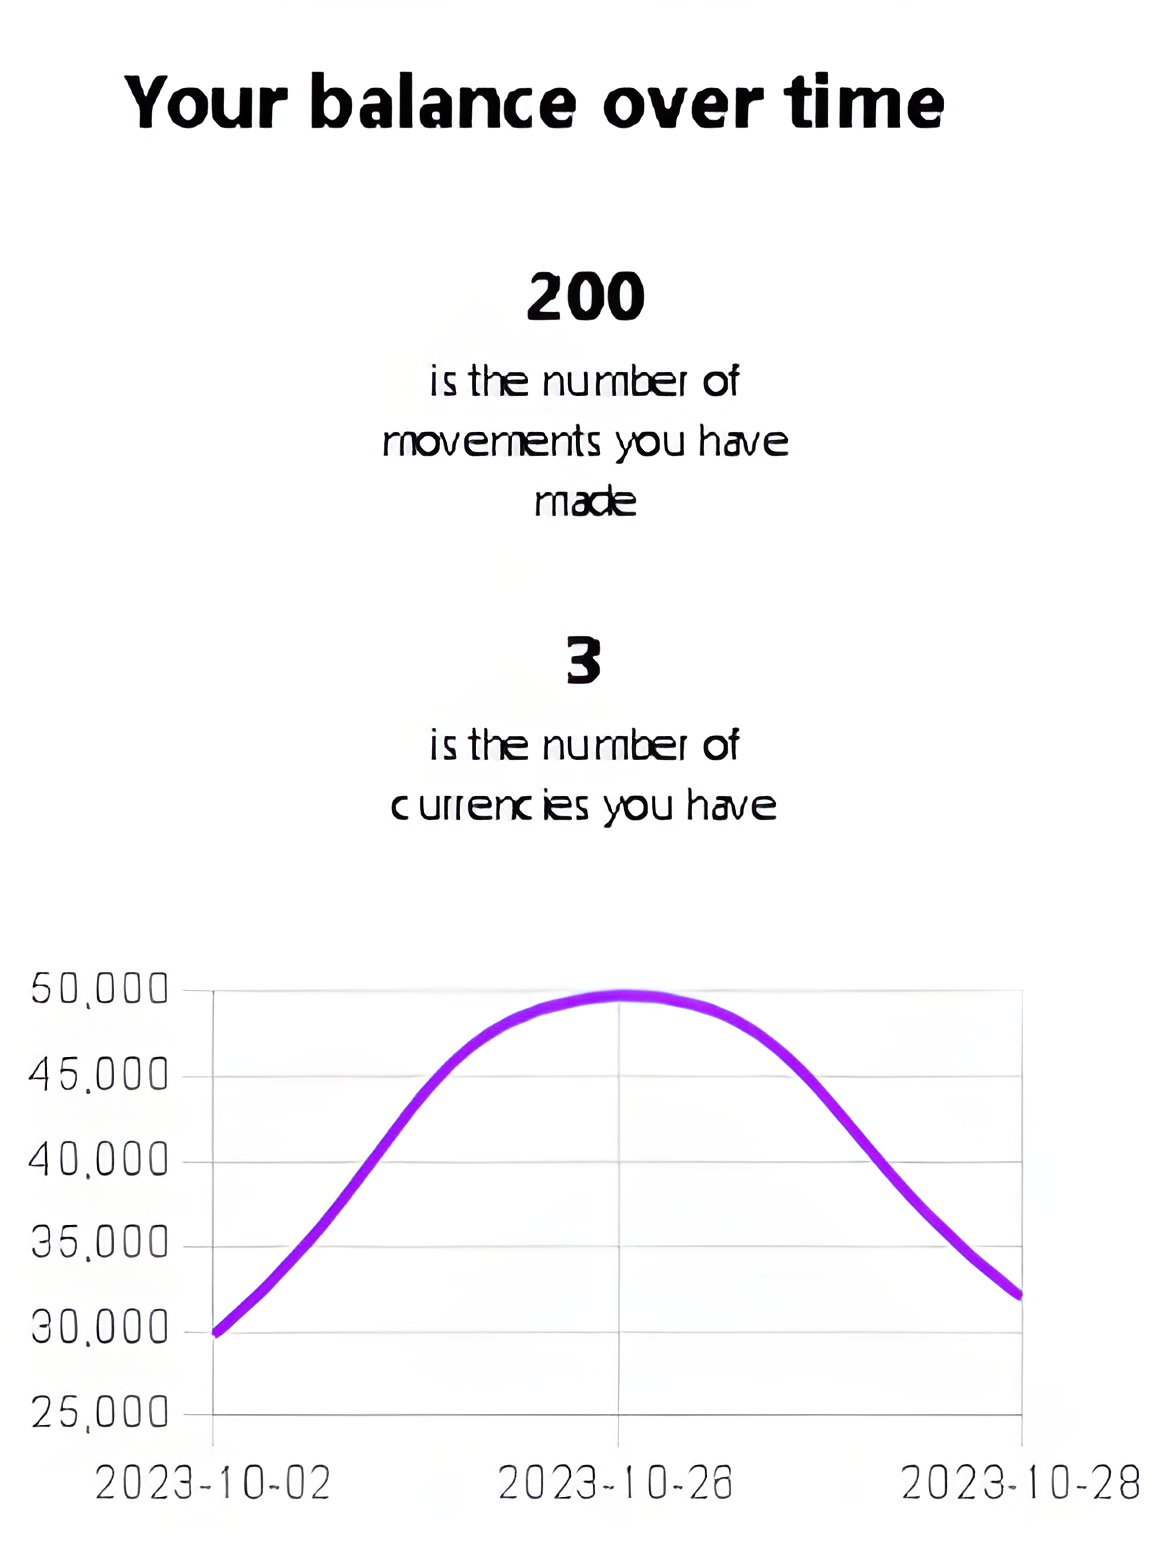 Your balance over time
200
is the number of
movements you have
made
3
is the number of
currencies you have
50,000
45,000
40,000
35,000
30,000
25,000
2023-10-02 2023-10-26 2023-10-28